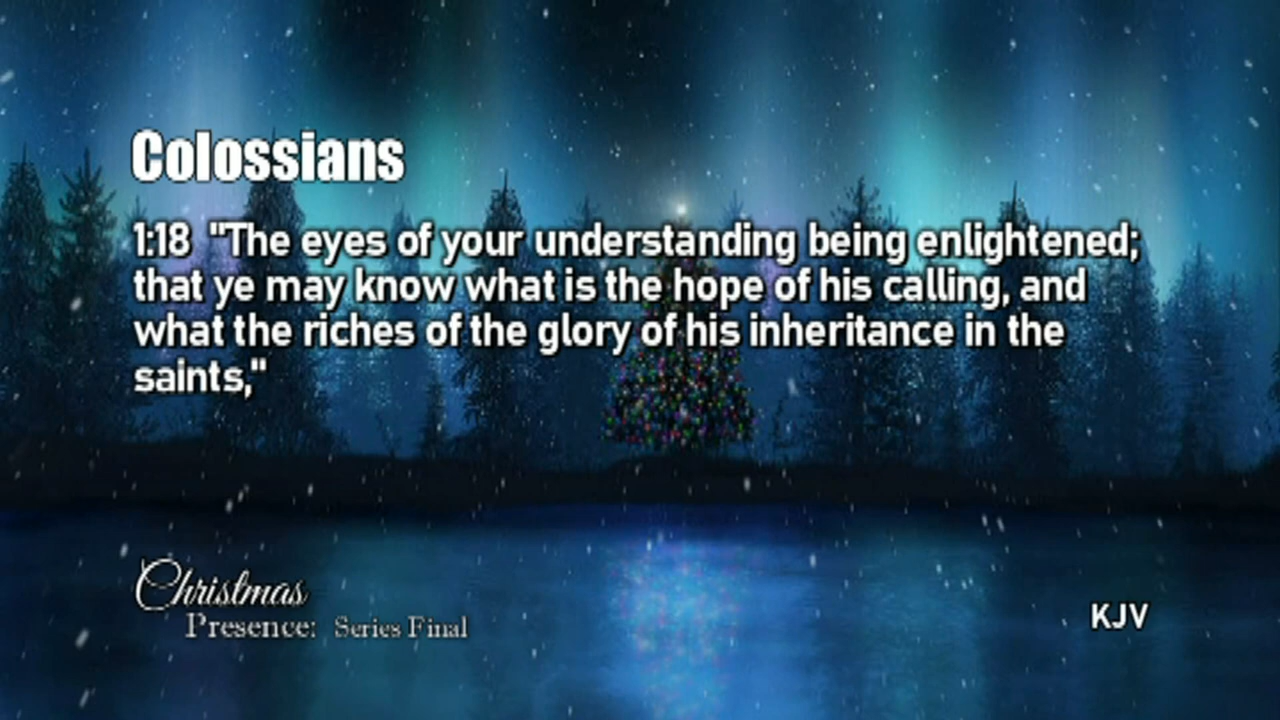 Colossians
1:18 "The eyes of your understanding being enlightened;
that ye may know what is the hope of his calling, and
what the riches of the glory of his inheritance in the
saints,"
Christmas
Presence: Series Final
KJV